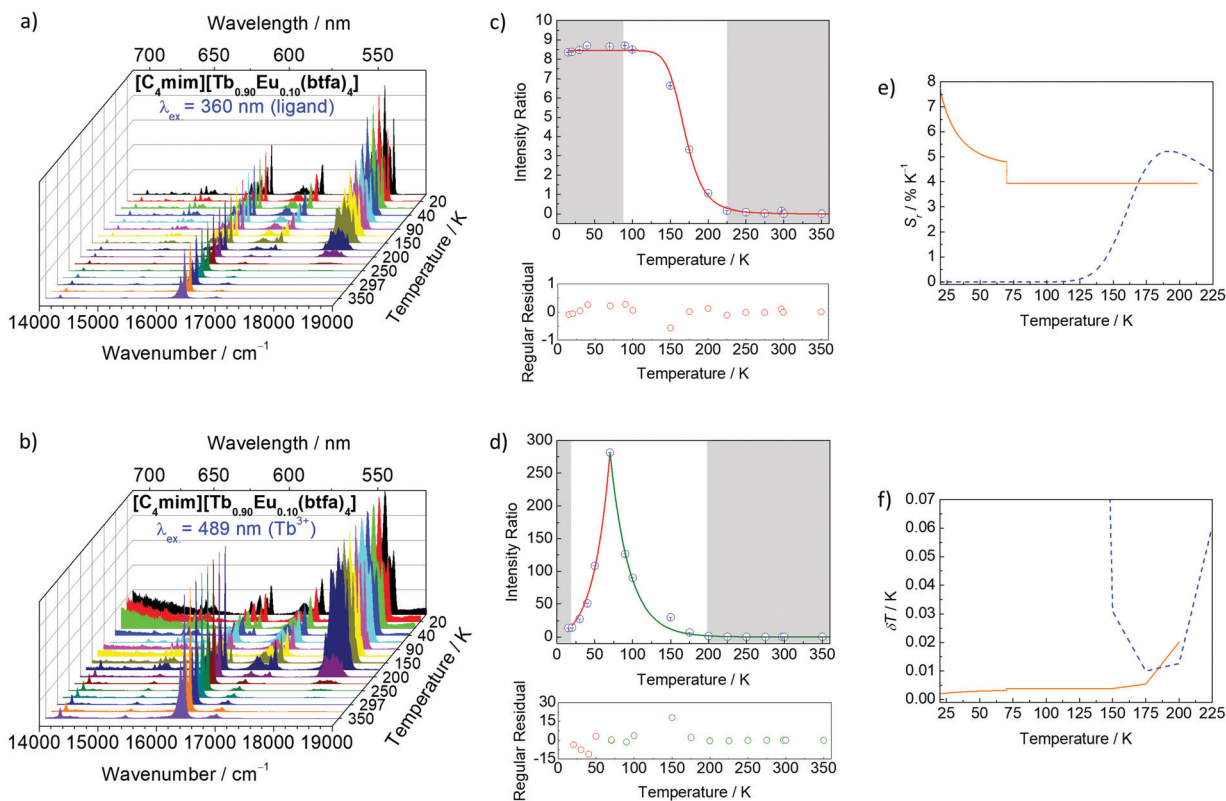 a)
Wavelength / nm
700 650 600 550
[C4mim][Tb0.90Eu0.10(btfa)4]
λex. = 360 nm (ligand)
20
40
90
150
200
250
297
350
Temperature / K
14000 15000 16000 17000 18000 19000
Wavenumber / cm−1
b)
Wavelength / nm
700 650 600 550
[C4mim][Tb0.90Eu0.10(btfa)4]
λex. = 489 nm (Tb3+)
20
40
90
150
200
250
297
350
Temperature / K
14000 15000 16000 17000 18000 19000
Wavenumber / cm−1
c)
Intensity Ratio
10
9
8
7
6
5
4
3
2
1
0
0 50 100 150 200 250 300 350
Temperature / K
Regular Residual
1
0
-1
0 50 100 150 200 250 300 350
Temperature / K
d)
Intensity Ratio
300
250
200
150
100
50
0
0 50 100 150 200 250 300 350
Temperature / K
Regular Residual
30
15
0
-15
0 50 100 150 200 250 300 350
Temperature / K
e)
Sr / % K−1
8
7
6
5
4
3
2
1
0
25 50 75 100 125 150 175 200 225
Temperature / K
f)
δT / K
0.07
0.06
0.05
0.04
0.03
0.02
0.01
0.00
25 50 75 100 125 150 175 200 225
Temperature / K